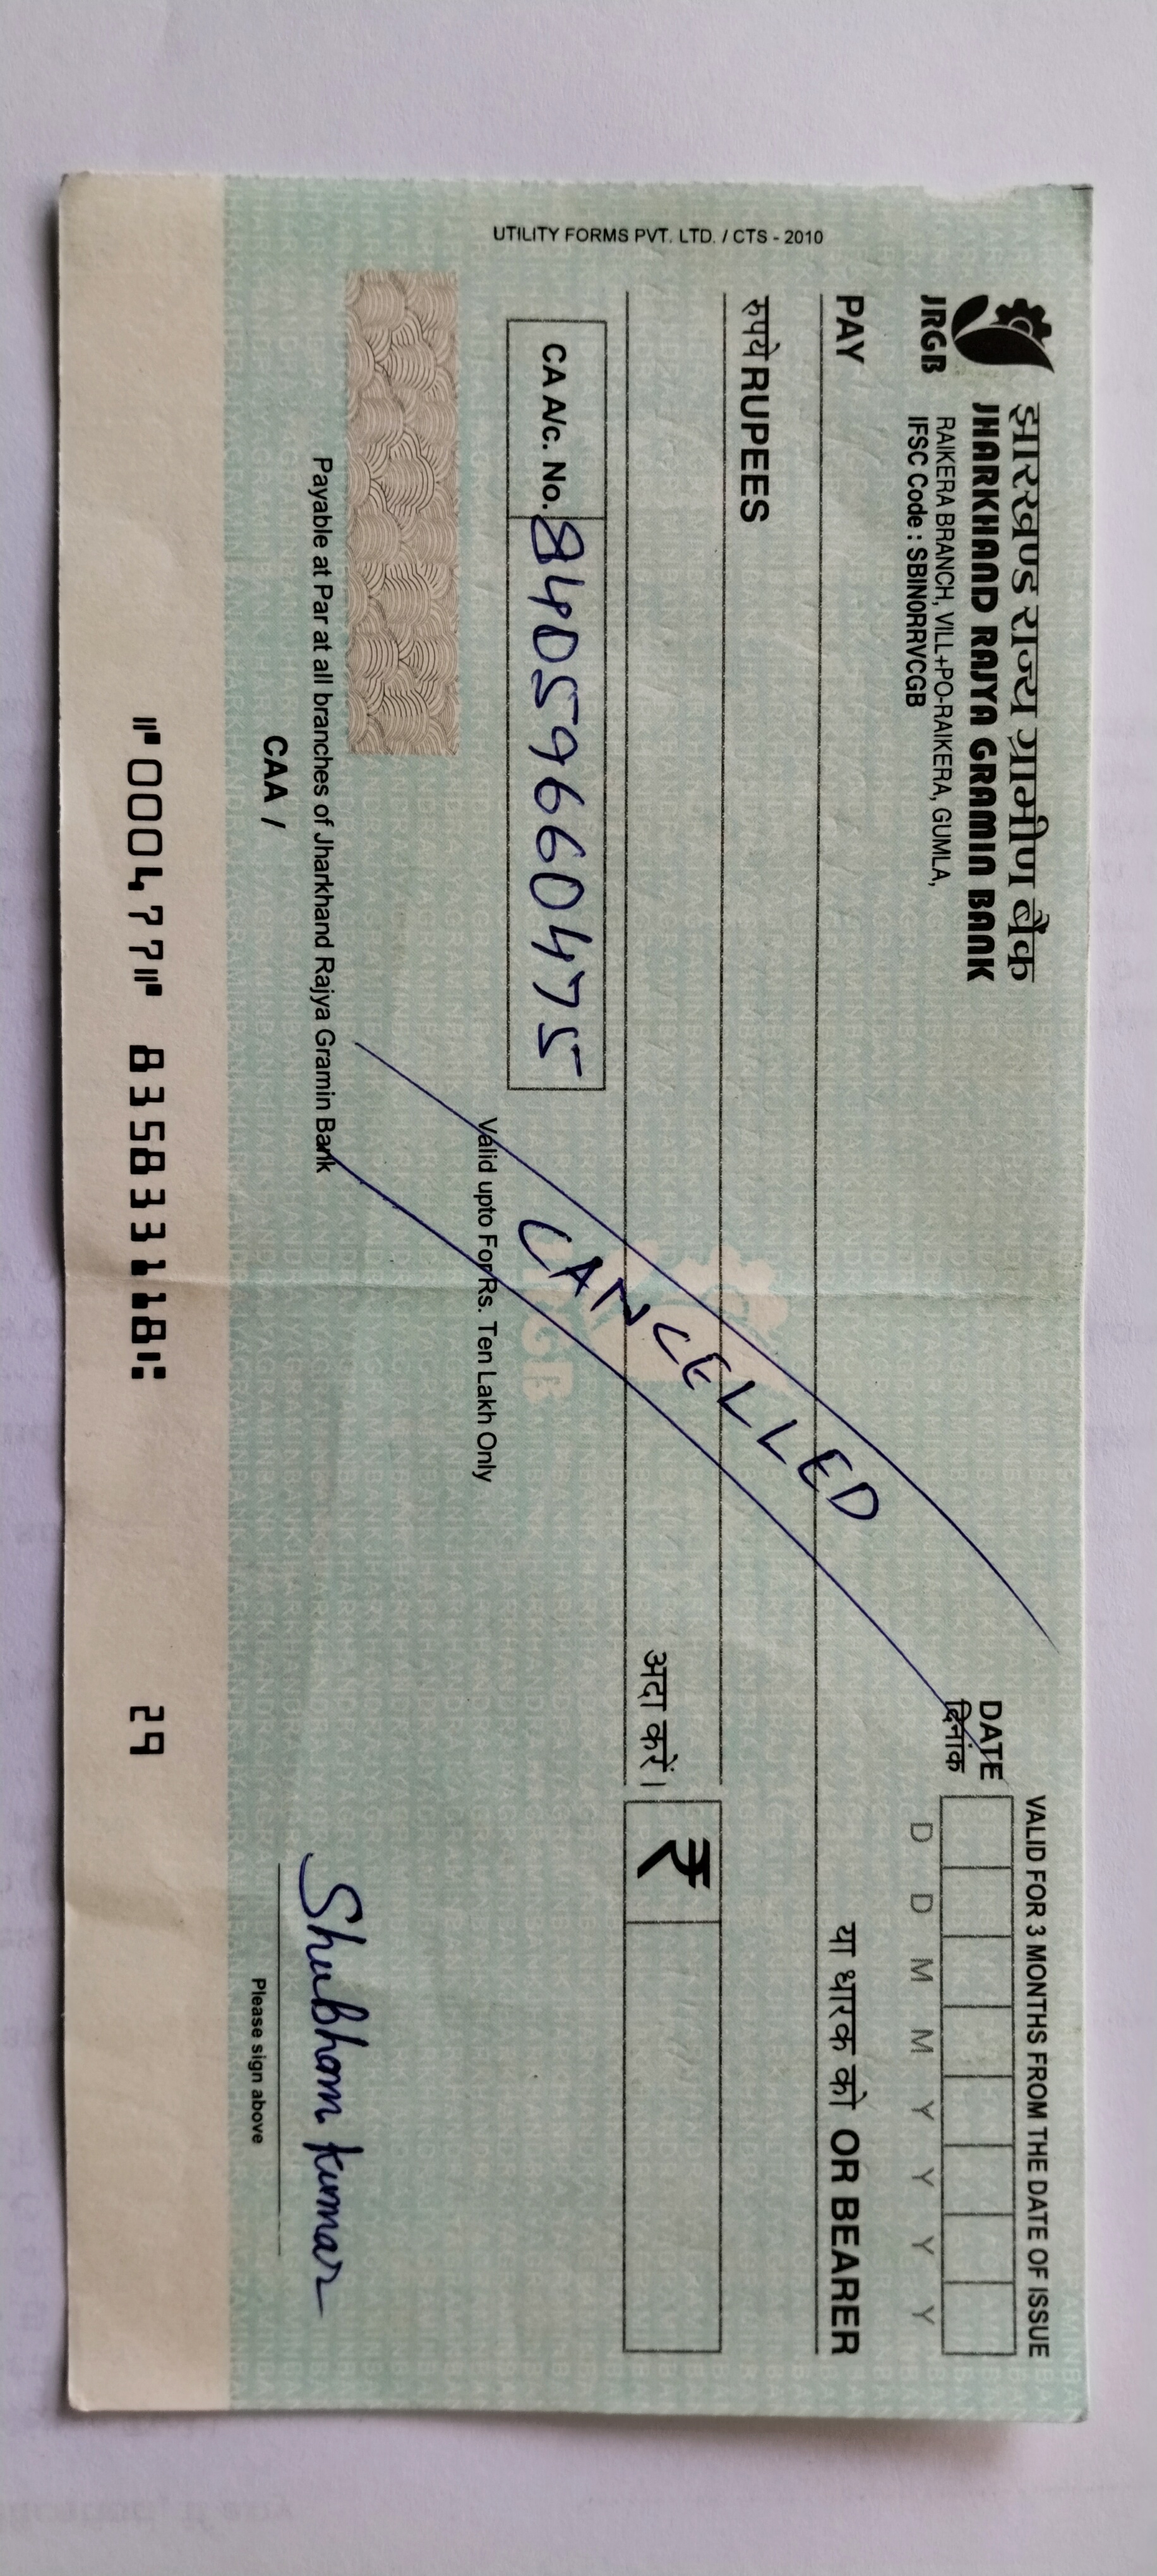 UTILITY FORMS PVT. LTD. / CTS - 2010
झारखण्ड राज्य ग्रामीण बैंक
JHARKHAND RAJYA GRAMIN BANK
JRGB
RAIKERA BRANCH, VILL+PO-RAIKERA, GUMLA,
IFSC Code : SBIN0RRVCGB
VALID FOR 3 MONTHS FROM THE DATE OF ISSUE
DATE
दिनांक
D D M M Y Y Y Y
PAY
या धारक को OR BEARER
रुपये RUPEES
अदा करें। ₹
CA A/c. No. 84059660475
CANCELLED
JRGB
Valid upto For Rs. Ten Lakh Only
Payable at Par at all branches of Jharkhand Rajya Gramin Bank
CAA /
Shubham Kumar
Please sign above
⑈000477⑈ 835833118⑆ 29